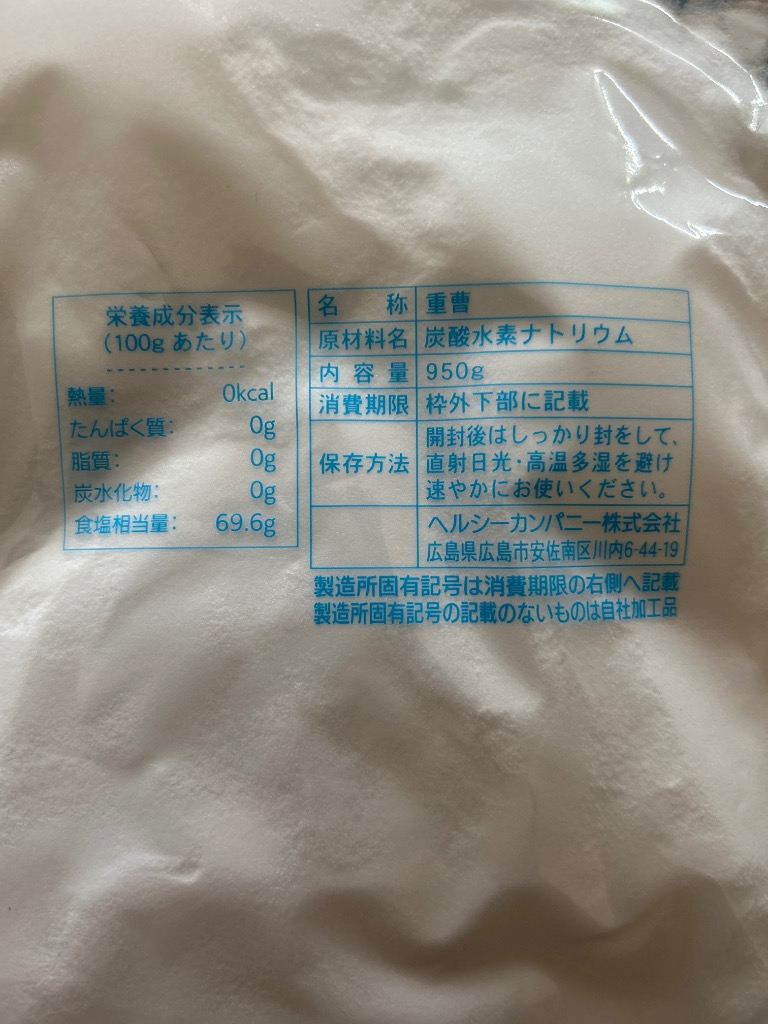 栄養成分表示
(100g あたり)
熱量: 0kcal
たんぱく質: 0g
脂質: 0g
炭水化物: 0g
食塩相当量: 69.6g
名 称 重曹
原材料名 炭酸水素ナトリウム
内 容 量 950g
消費期限 枠外下部に記載
保存方法 開封後はしっかり封をして、
直射日光・高温多湿を避け
速やかにお使いください。
ヘルシーカンパニー株式会社
広島県広島市安佐南区川内6-44-19
製造所固有記号は消費期限の右側へ記載
製造所固有記号の記載のないものは自社加工品